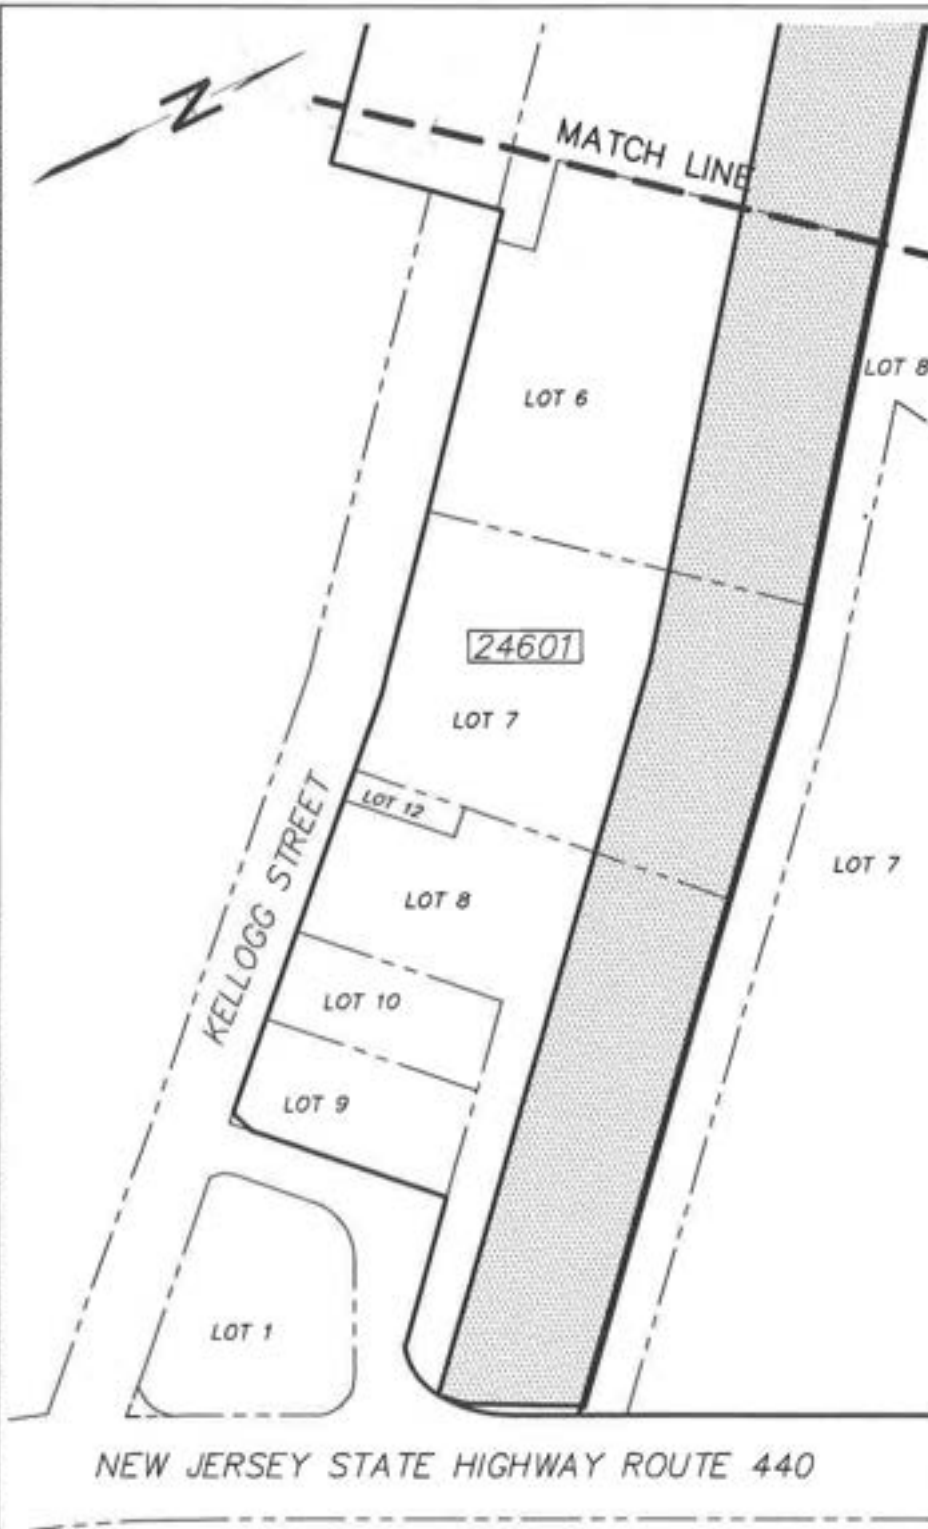 N
MATCH LINE
LOT 8
LOT 6
24601
LOT 7
LOT 12
LOT 7
KELLOGG STREET
LOT 8
LOT 10
LOT 9
LOT 1
NEW JERSEY STATE HIGHWAY ROUTE 440